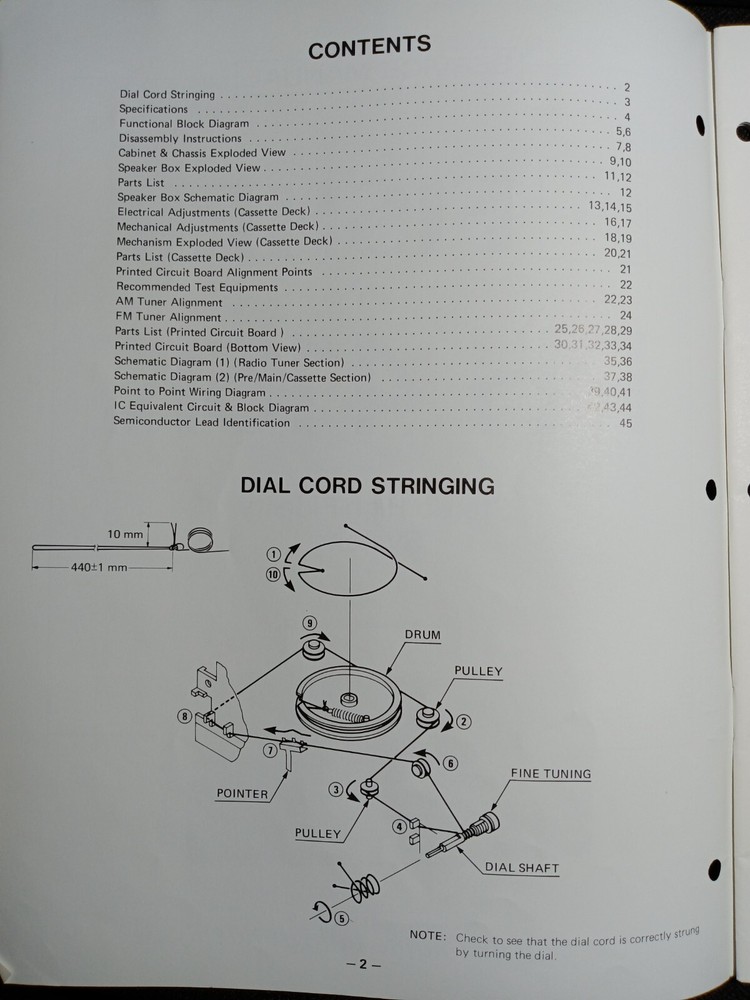 CONTENTS
Dial Cord Stringing . . . . . . . . . . 2
Specifications . . . . . . . . . . 3
Functional Block Diagram . . . . . . . . . . 4
Disassembly Instructions . . . . . . . . . . 5,6
Cabinet & Chassis Exploded View . . . . . . . . . . 7,8
Speaker Box Exploded View . . . . . . . . . . 9,10
Parts List . . . . . . . . . . 11,12
Speaker Box Schematic Diagram . . . . . . . . . . 12
Electrical Adjustments (Cassette Deck) . . . . . . . . . . 13,14,15
Mechanical Adjustments (Cassette Deck) . . . . . . . . . . 16,17
Mechanism Exploded View (Cassette Deck) . . . . . . . . . . 18,19
Parts List (Cassette Deck) . . . . . . . . . . 20,21
Printed Circuit Board Alignment Points . . . . . . . . . . 21
Recommended Test Equipments . . . . . . . . . . 22
AM Tuner Alignment . . . . . . . . . . 22,23
FM Tuner Alignment . . . . . . . . . . 24
Parts List (Printed Circuit Board ) . . . . . . . . . . 25,26,27,28,29
Printed Circuit Board (Bottom View) . . . . . . . . . . 30,31,32,33,34
Schematic Diagram (1) (Radio Tuner Section) . . . . . . . . . . 35,36
Schematic Diagram (2) (Pre/Main/Cassette Section) . . . . . . . . . . 37,38
Point to Point Wiring Diagram . . . . . . . . . . 39,40,41
IC Equivalent Circuit & Block Diagram . . . . . . . . . . 43,44
Semiconductor Lead Identification . . . . . . . . . . 45
DIAL CORD STRINGING
10 mm
440±1 mm
①
⑩
⑨
DRUM
PULLEY
⑧
②
⑦
⑥
POINTER
③
FINE TUNING
PULLEY
④
DIAL SHAFT
⑤
NOTE: Check to see that the dial cord is correctly strung
by turning the dial.
– 2 –